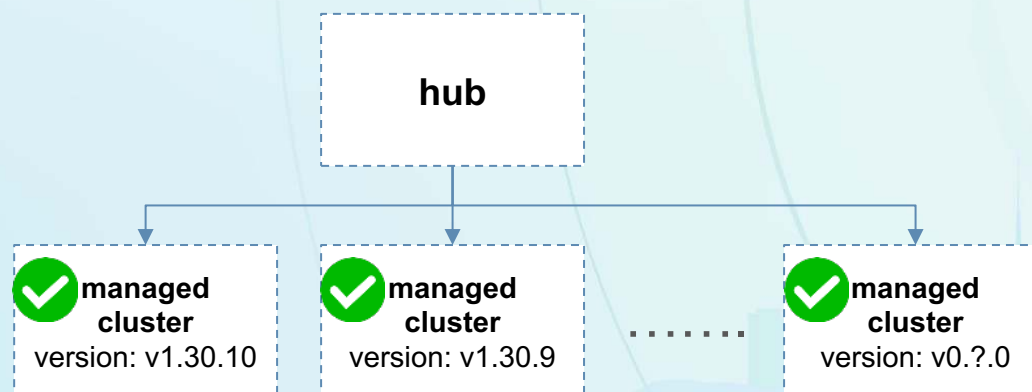 hub
managed
cluster
version: v1.30.10
managed
cluster
version: v1.30.9
.......
managed
cluster
version: v0.?.0